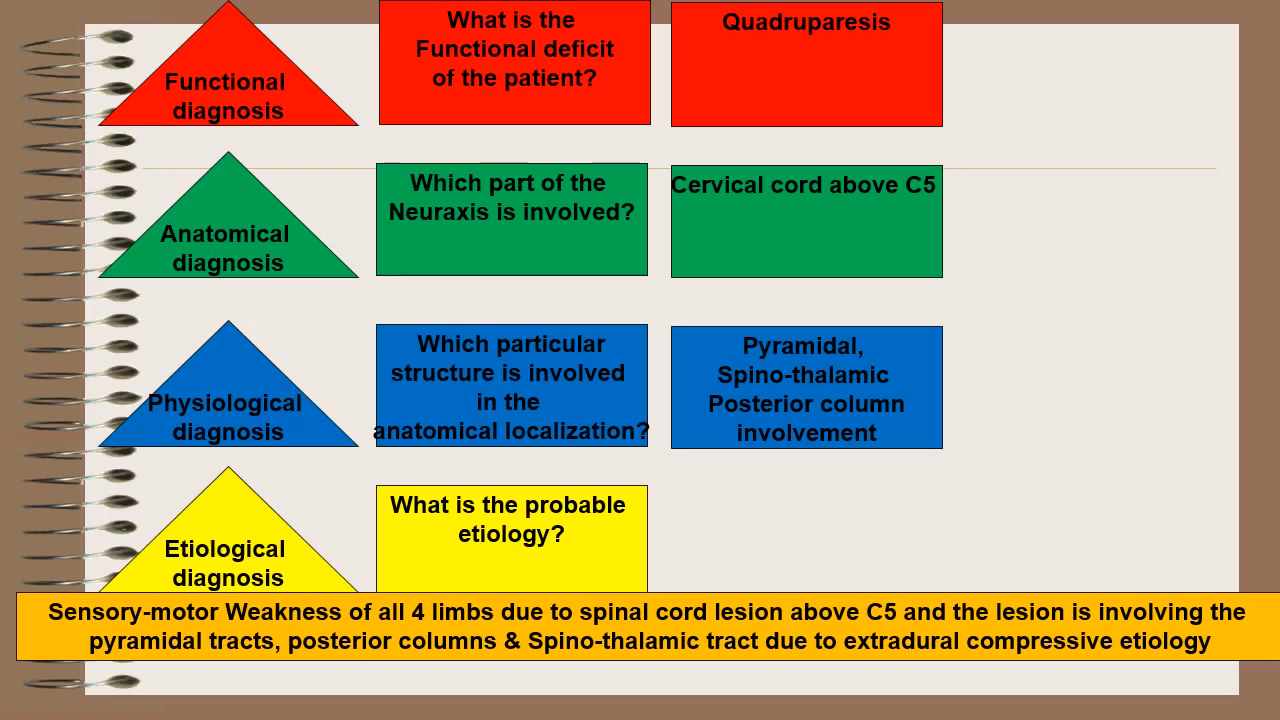 Functional
diagnosis
What is the
Functional deficit
of the patient?
Quadruparesis
Anatomical
diagnosis
Which part of the
Neuraxis is involved?
Cervical cord above C5
Physiological
diagnosis
Which particular
structure is involved
in the
anatomical localization?
Pyramidal,
Spino-thalamic
Posterior column
involvement
Etiological
diagnosis
What is the probable
etiology?
Sensory-motor Weakness of all 4 limbs due to spinal cord lesion above C5 and the lesion is involving the
pyramidal tracts, posterior columns & Spino-thalamic tract due to extradural compressive etiology